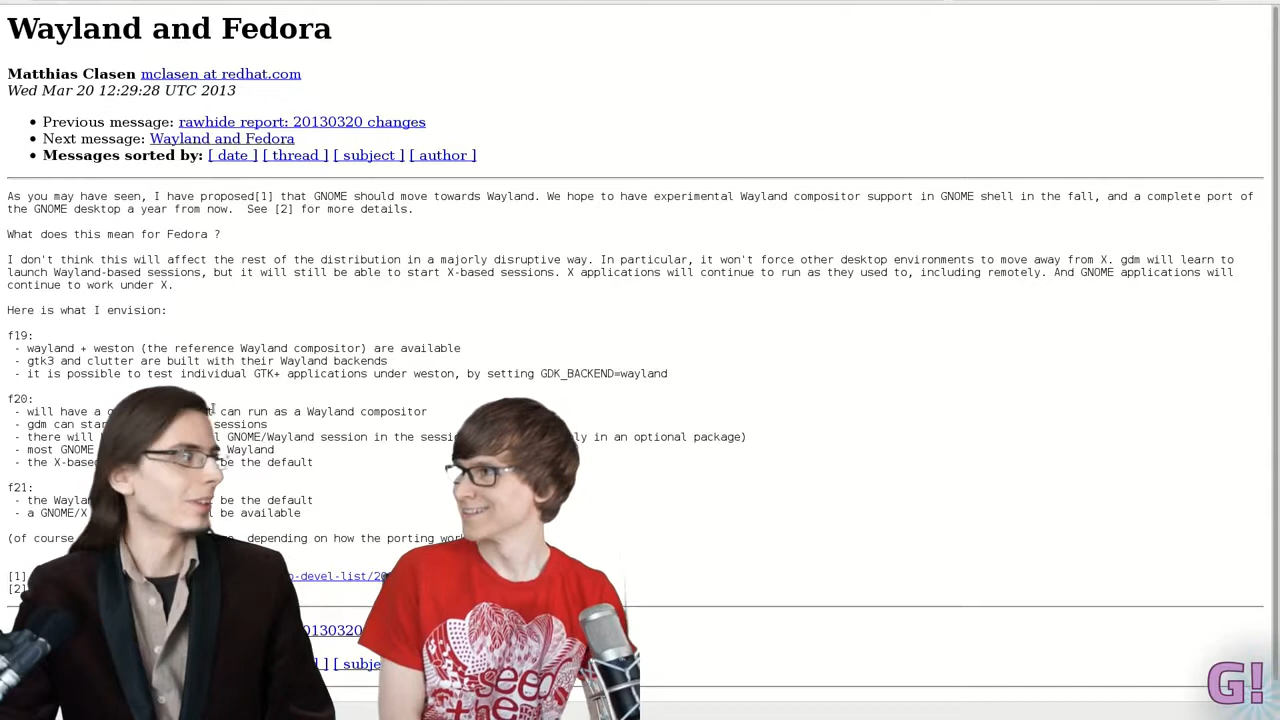 Wayland and Fedora
Matthias Clasen mclasen at redhat.com
Wed Mar 20 12:29:28 UTC 2013
• Previous message: rawhide report: 20130320 changes
• Next message: Wayland and Fedora
• Messages sorted by: [ date ] [ thread ] [ subject ] [ author ]
As you may have seen, I have proposed[1] that GNOME should move towards Wayland. We hope to have experimental Wayland compositor support in GNOME shell in the fall, and a complete port of
the GNOME desktop a year from now.  See [2] for more details.
What does this mean for Fedora ?
I don't think this will affect the rest of the distribution in a majorly disruptive way. In particular, it won't force other desktop environments to move away from X. gdm will learn to
launch Wayland-based sessions, but it will still be able to start X-based sessions. X applications will continue to run as they used to, including remotely. And GNOME applications will
continue to work under X.
Here is what I envision:
f19:
- wayland + weston (the reference Wayland compositor) are available
- gtk3 and clutter are built with their Wayland backends
- it is possible to test individual GTK+ applications under weston, by setting GDK_BACKEND=wayland
f20:
- will have a can run as a Wayland compositor
- gdm can sessions
- there will GNOME/Wayland session in the in an optional package)
- most GNOME Wayland
- the be the default
f21:
- the be the default
- a GNOME/X be available
(of course depending on how the porting
[1] -devel-list/20
[2]
0130320
] [ subje
seed
the
G!